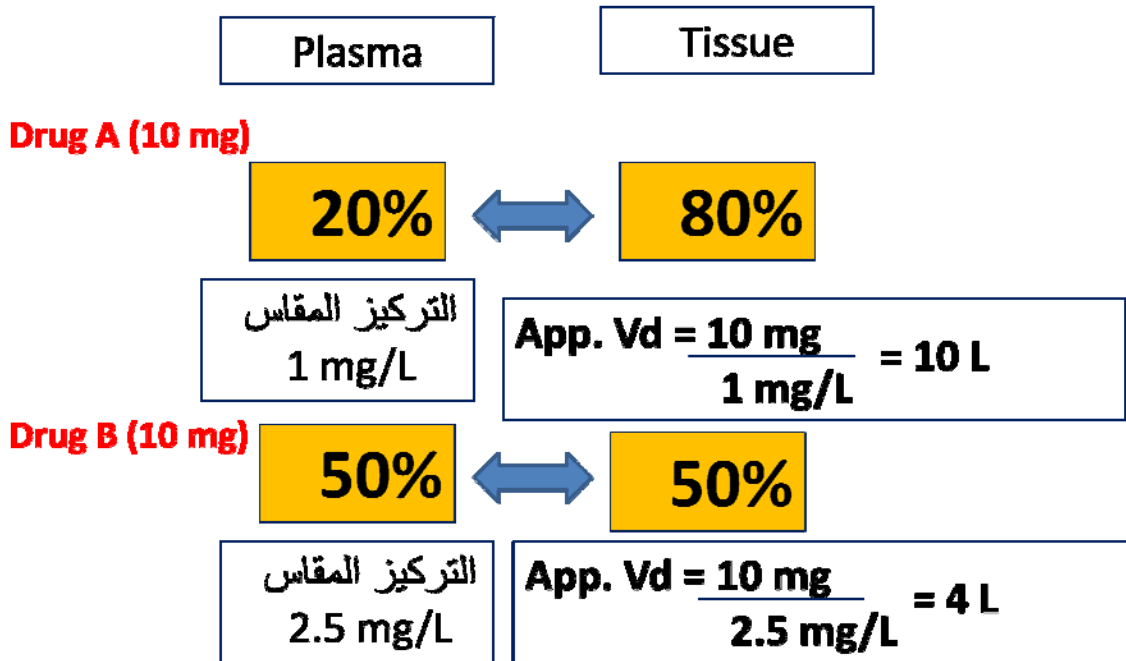 Plasma
Tissue
Drug A (10 mg)
20%
80%
التركيز المقاس
1 mg/L
App. Vd = 10 mg
1 mg/L
= 10 L
Drug B (10 mg)
50%
50%
التركيز المقاس
2.5 mg/L
App. Vd = 10 mg
2.5 mg/L
= 4 L